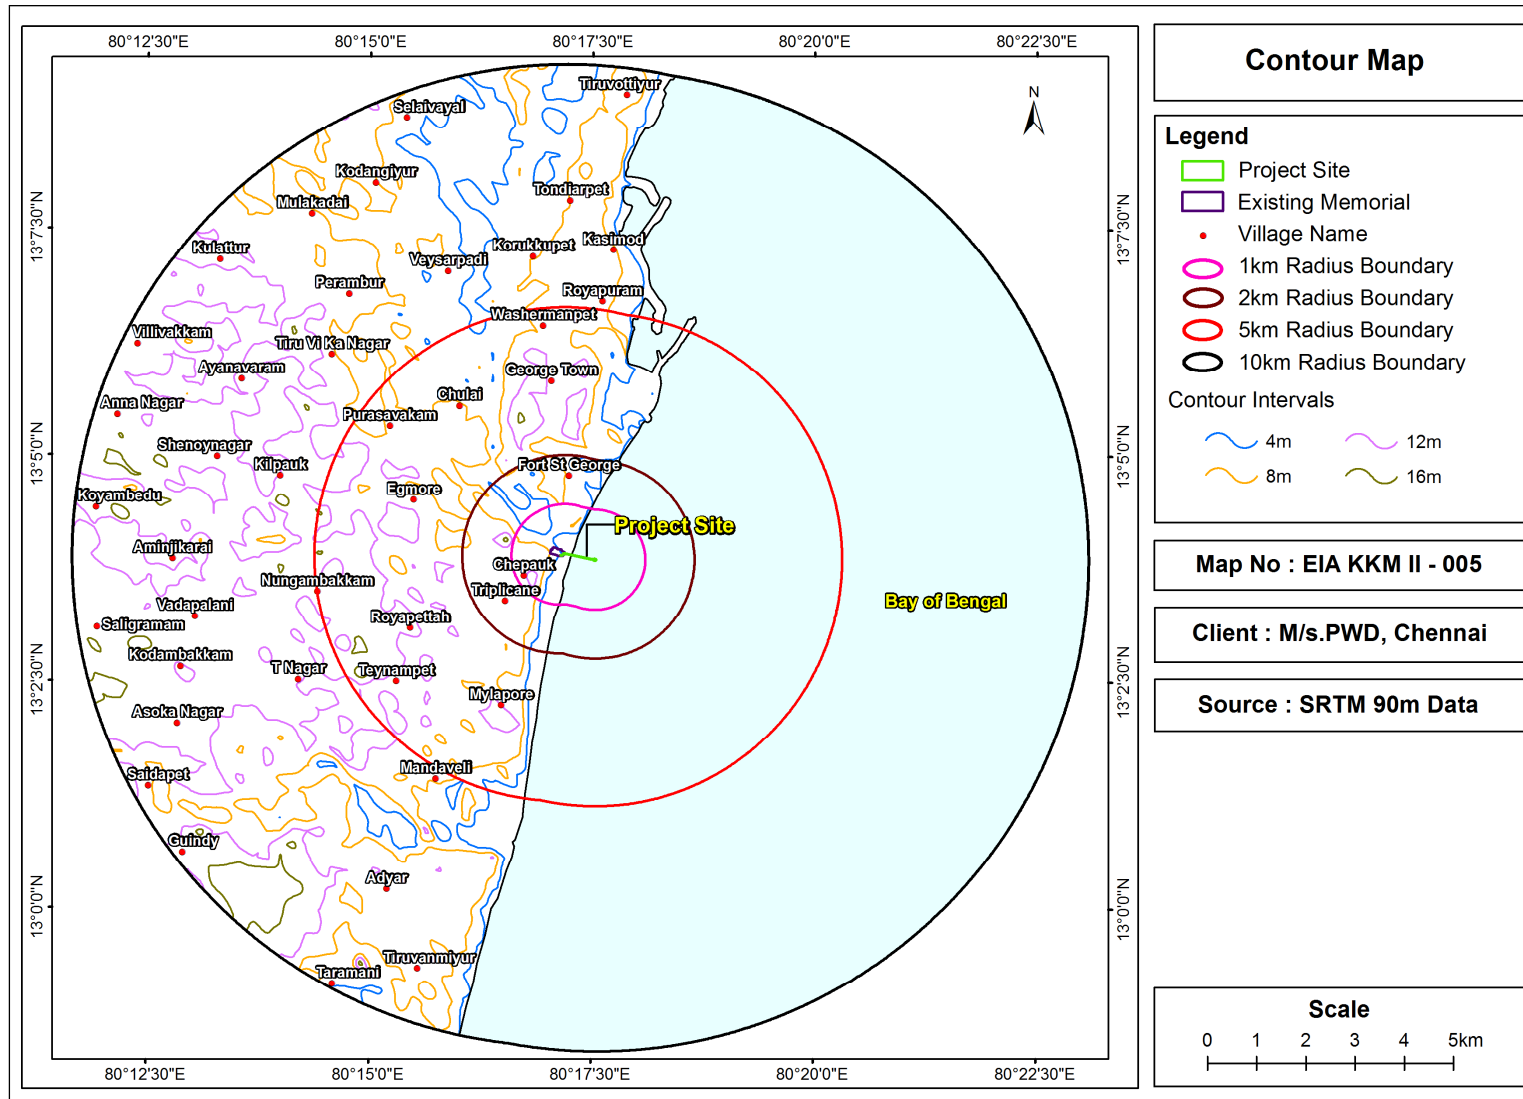 80°12'30"E 80°15'0"E 80°17'30"E 80°20'0"E 80°22'30"E
Contour Map
N
Legend
Project Site
Existing Memorial
Village Name
1km Radius Boundary
2km Radius Boundary
5km Radius Boundary
10km Radius Boundary
Contour Intervals
4m 12m
8m 16m
Map No : EIA KKM II - 005
Client : M/s.PWD, Chennai
Source : SRTM 90m Data
Scale
0 1 2 3 4 5km
13°7'30"N
13°5'0"N
13°2'30"N
13°0'0"N
13°7'30"N
13°5'0"N
13°2'30"N
13°0'0"N
Tiruvottiyur
Selaivayal
Kodangiyur
Tondiarpet
Mulakadai
Kasimod
Korukkupet
Kulattur
Veysarpadi
Perambur
Royapuram
Washermanpet
Villivakkam
Tiru Vi Ka Nagar
Ayanavaram
George Town
Chulai
Anna Nagar
Purasavakam
Shenoynagar
Kilpauk
Fort St George
Egmore
Koyambedu
Project Site
Aminjikarai
Chepauk
Nungambakkam
Triplicane
Bay of Bengal
Vadapalani
Royapettah
Saligramam
Kodambakkam
T Nagar
Teynampet
Mylapore
Asoka Nagar
Mandaveli
Saidapet
Guindy
Adyar
Tiruvanmiyur
Taramani
80°12'30"E 80°15'0"E 80°17'30"E 80°20'0"E 80°22'30"E